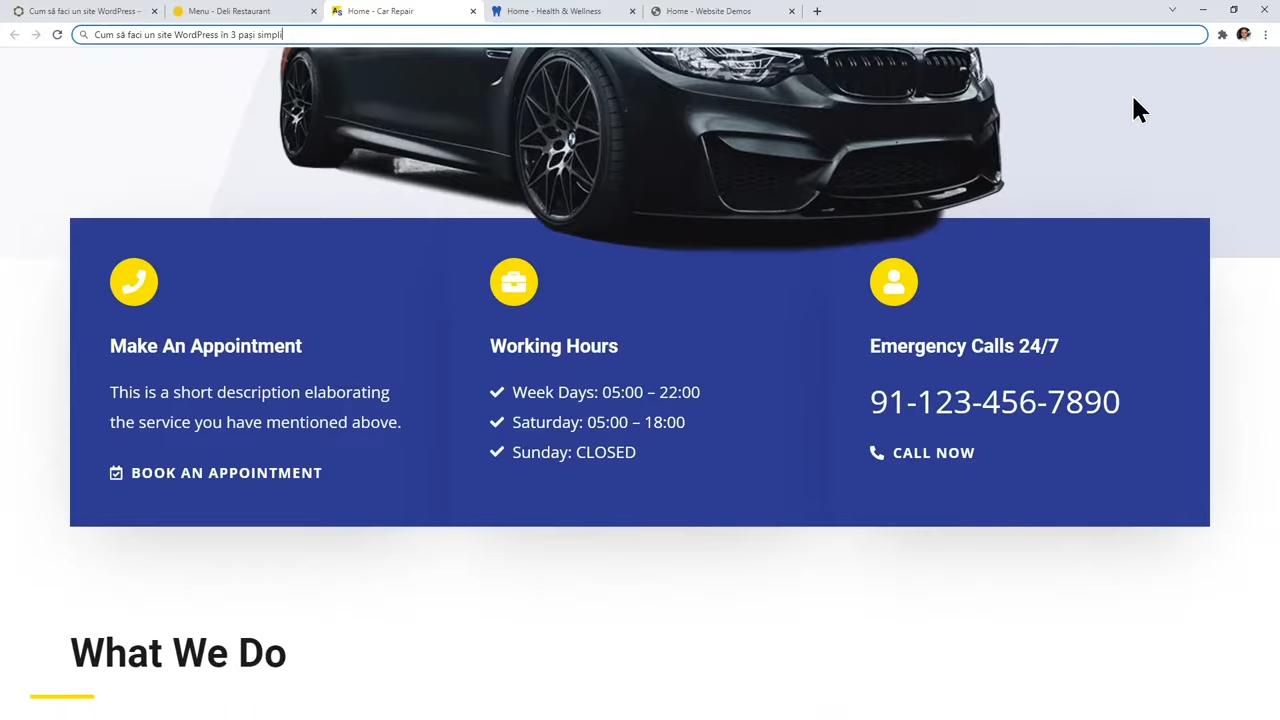 Cum să faci un site WordPress –
Menu - Deli Restaurant
Home - Car Repair
Home - Health & Wellness
Home - Website Demos
Cum să faci un site WordPress în 3 pași simpli
Make An Appointment
This is a short description elaborating
the service you have mentioned above.
BOOK AN APPOINTMENT
Working Hours
Week Days: 05:00 – 22:00
Saturday: 05:00 – 18:00
Sunday: CLOSED
Emergency Calls 24/7
91-123-456-7890
CALL NOW
What We Do